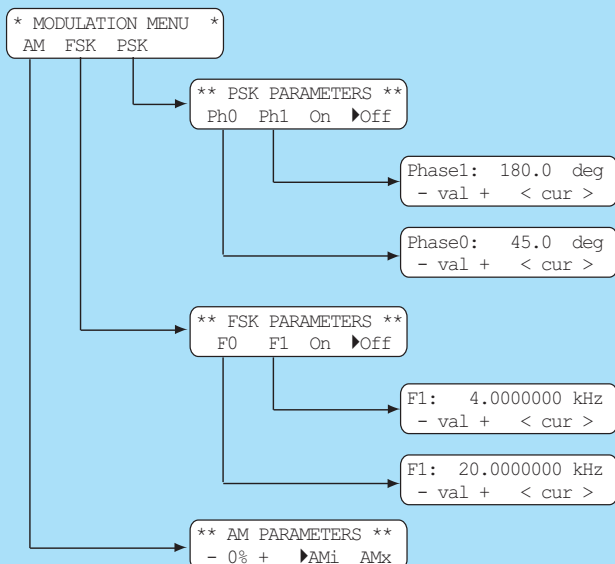 * MODULATION MENU *
AM FSK PSK
** PSK PARAMETERS **
Ph0 Ph1 On ▶Off
Phase1: 180.0 deg
- val + < cur >
Phase0: 45.0 deg
- val + < cur >
** FSK PARAMETERS **
F0 F1 On ▶Off
F1: 4.0000000 kHz
- val + < cur >
F1: 20.0000000 kHz
- val + < cur >
** AM PARAMETERS **
- 0% + ▶AMi AMx